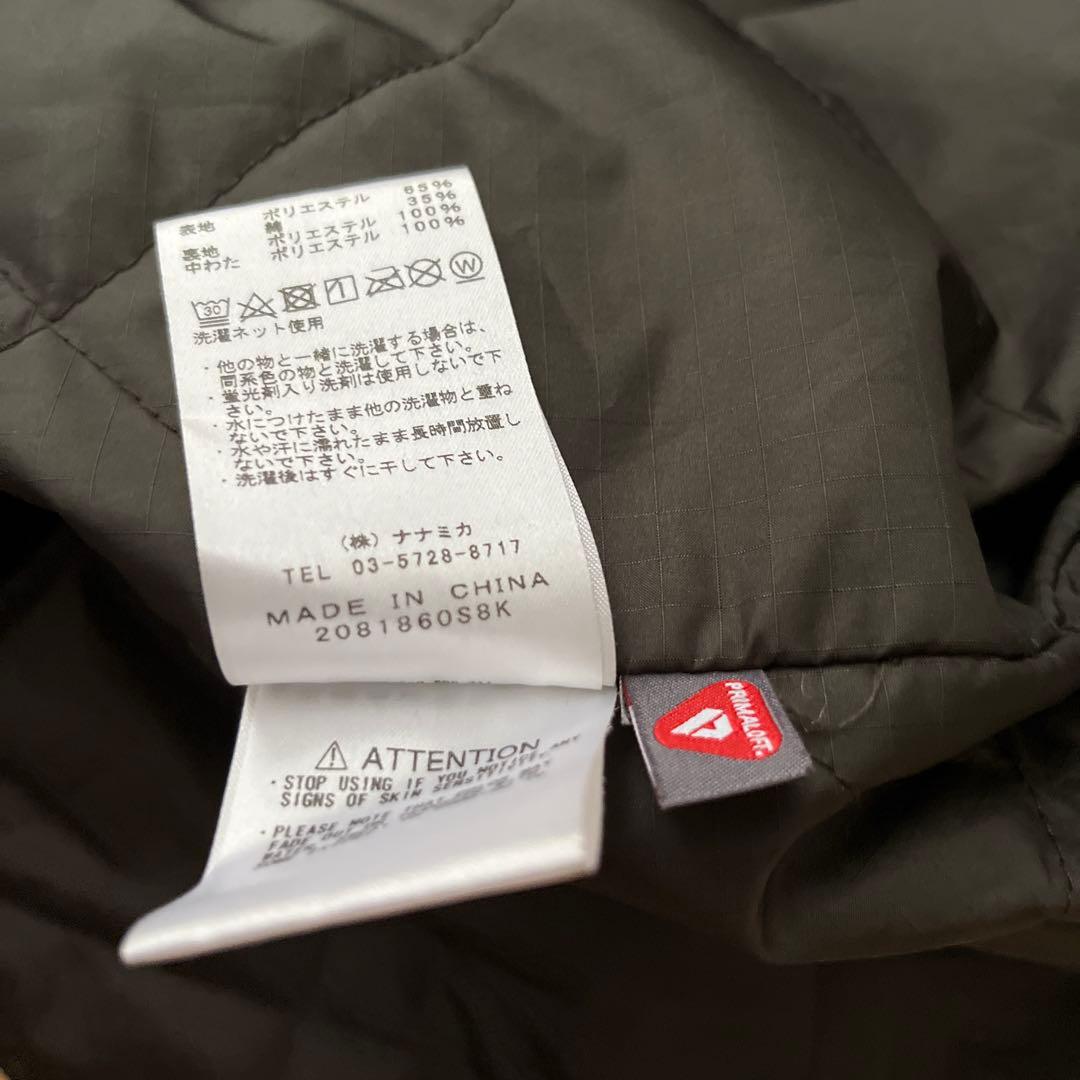 表地 ポリエステル 65%
綿 35%
裏地 ポリエステル 100%
中わた ポリエステル 100%
30 1 W
洗濯ネット使用
・他の物と一緒に洗濯する場合は、
同系色の物と洗濯して下さい。
・蛍光剤入り洗剤は使用しないで下
さい。
・水につけたまま他の洗濯物と重ね
ないで下さい。
・水や汗に濡れたまま長時間放置し
ないで下さい。
・洗濯後はすぐに干して下さい。
(株) ナナミカ
TEL 03-5728-8717
MADE IN CHINA
2081860S8K
PRIMALOFT
ATTENTION
・STOP USING IF YOU NOTICE ANY
SIGNS OF SKIN SENSITIVITY
・PLEASE NOTE THAT
FADE OUT